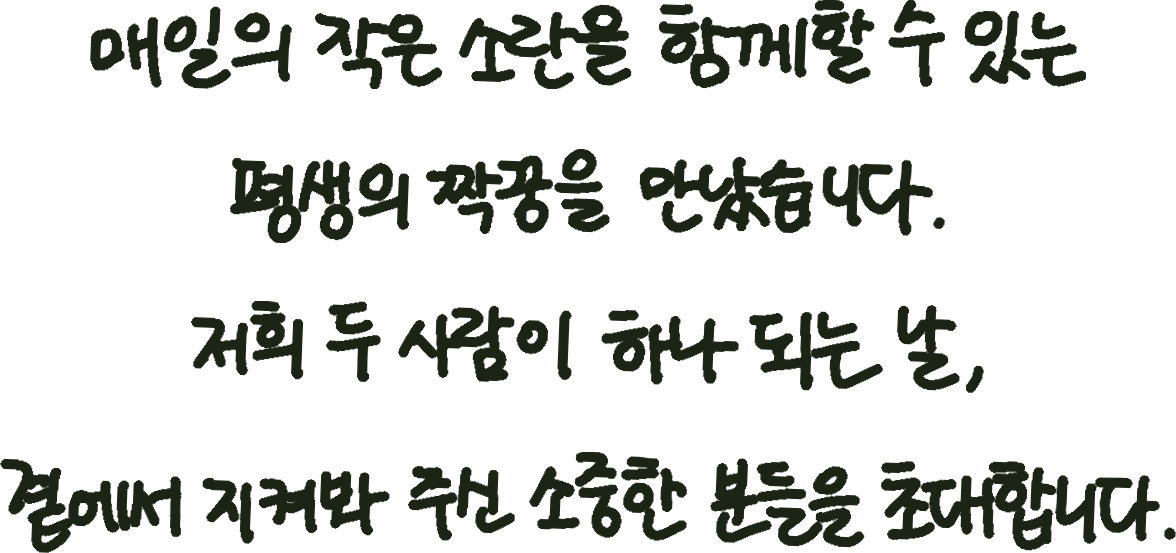 매일의 작은 소란을 함께할 수 있는
평생의 짝꿍을 만났습니다.
저희 두 사람이 하나 되는 날,
곁에서 지켜봐 주신 소중한 분들을 초대합니다.